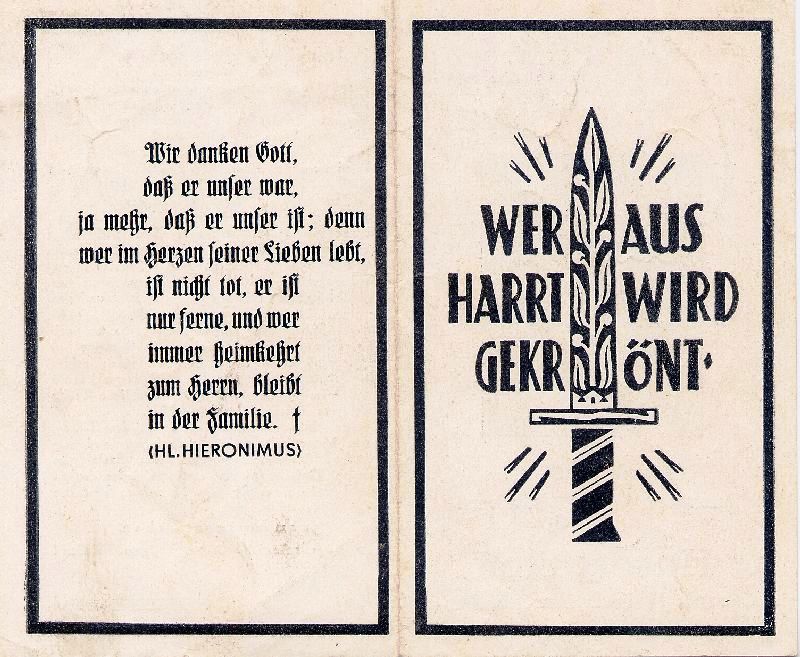 Wir danken Gott,
daß er unser war,
ja mehr, daß er unser ist; denn
wer im Herzen seiner Lieben lebt,
ist nicht tot, er ist
nur ferne, und wer
immer heimkehrt
zum Herrn, bleibt
in der Familie. †
(HL. HIERONIMUS)
WER AUS
HARRT WIRD
GEKRÖNT·